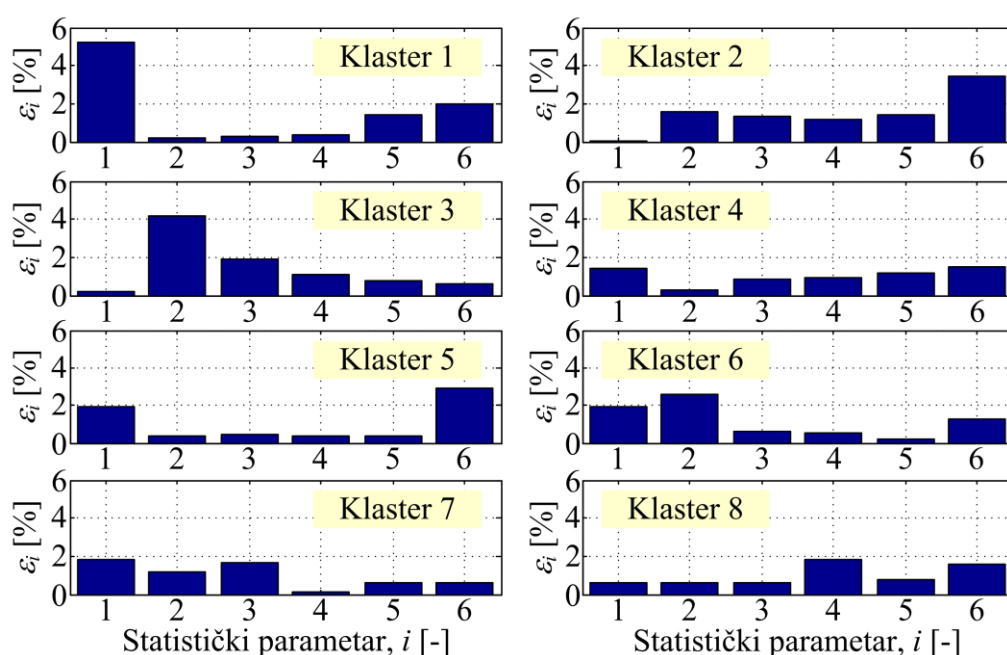 6
4
2
0
εi [%]
Klaster 1
1 2 3 4 5 6
6
4
2
0
εi [%]
Klaster 2
1 2 3 4 5 6
6
4
2
0
εi [%]
Klaster 3
1 2 3 4 5 6
6
4
2
0
εi [%]
Klaster 4
1 2 3 4 5 6
6
4
2
0
εi [%]
Klaster 5
1 2 3 4 5 6
6
4
2
0
εi [%]
Klaster 6
1 2 3 4 5 6
6
4
2
0
εi [%]
Klaster 7
1 2 3 4 5 6
Statistički parametar, i [-]
6
4
2
0
εi [%]
Klaster 8
1 2 3 4 5 6
Statistički parametar, i [-]